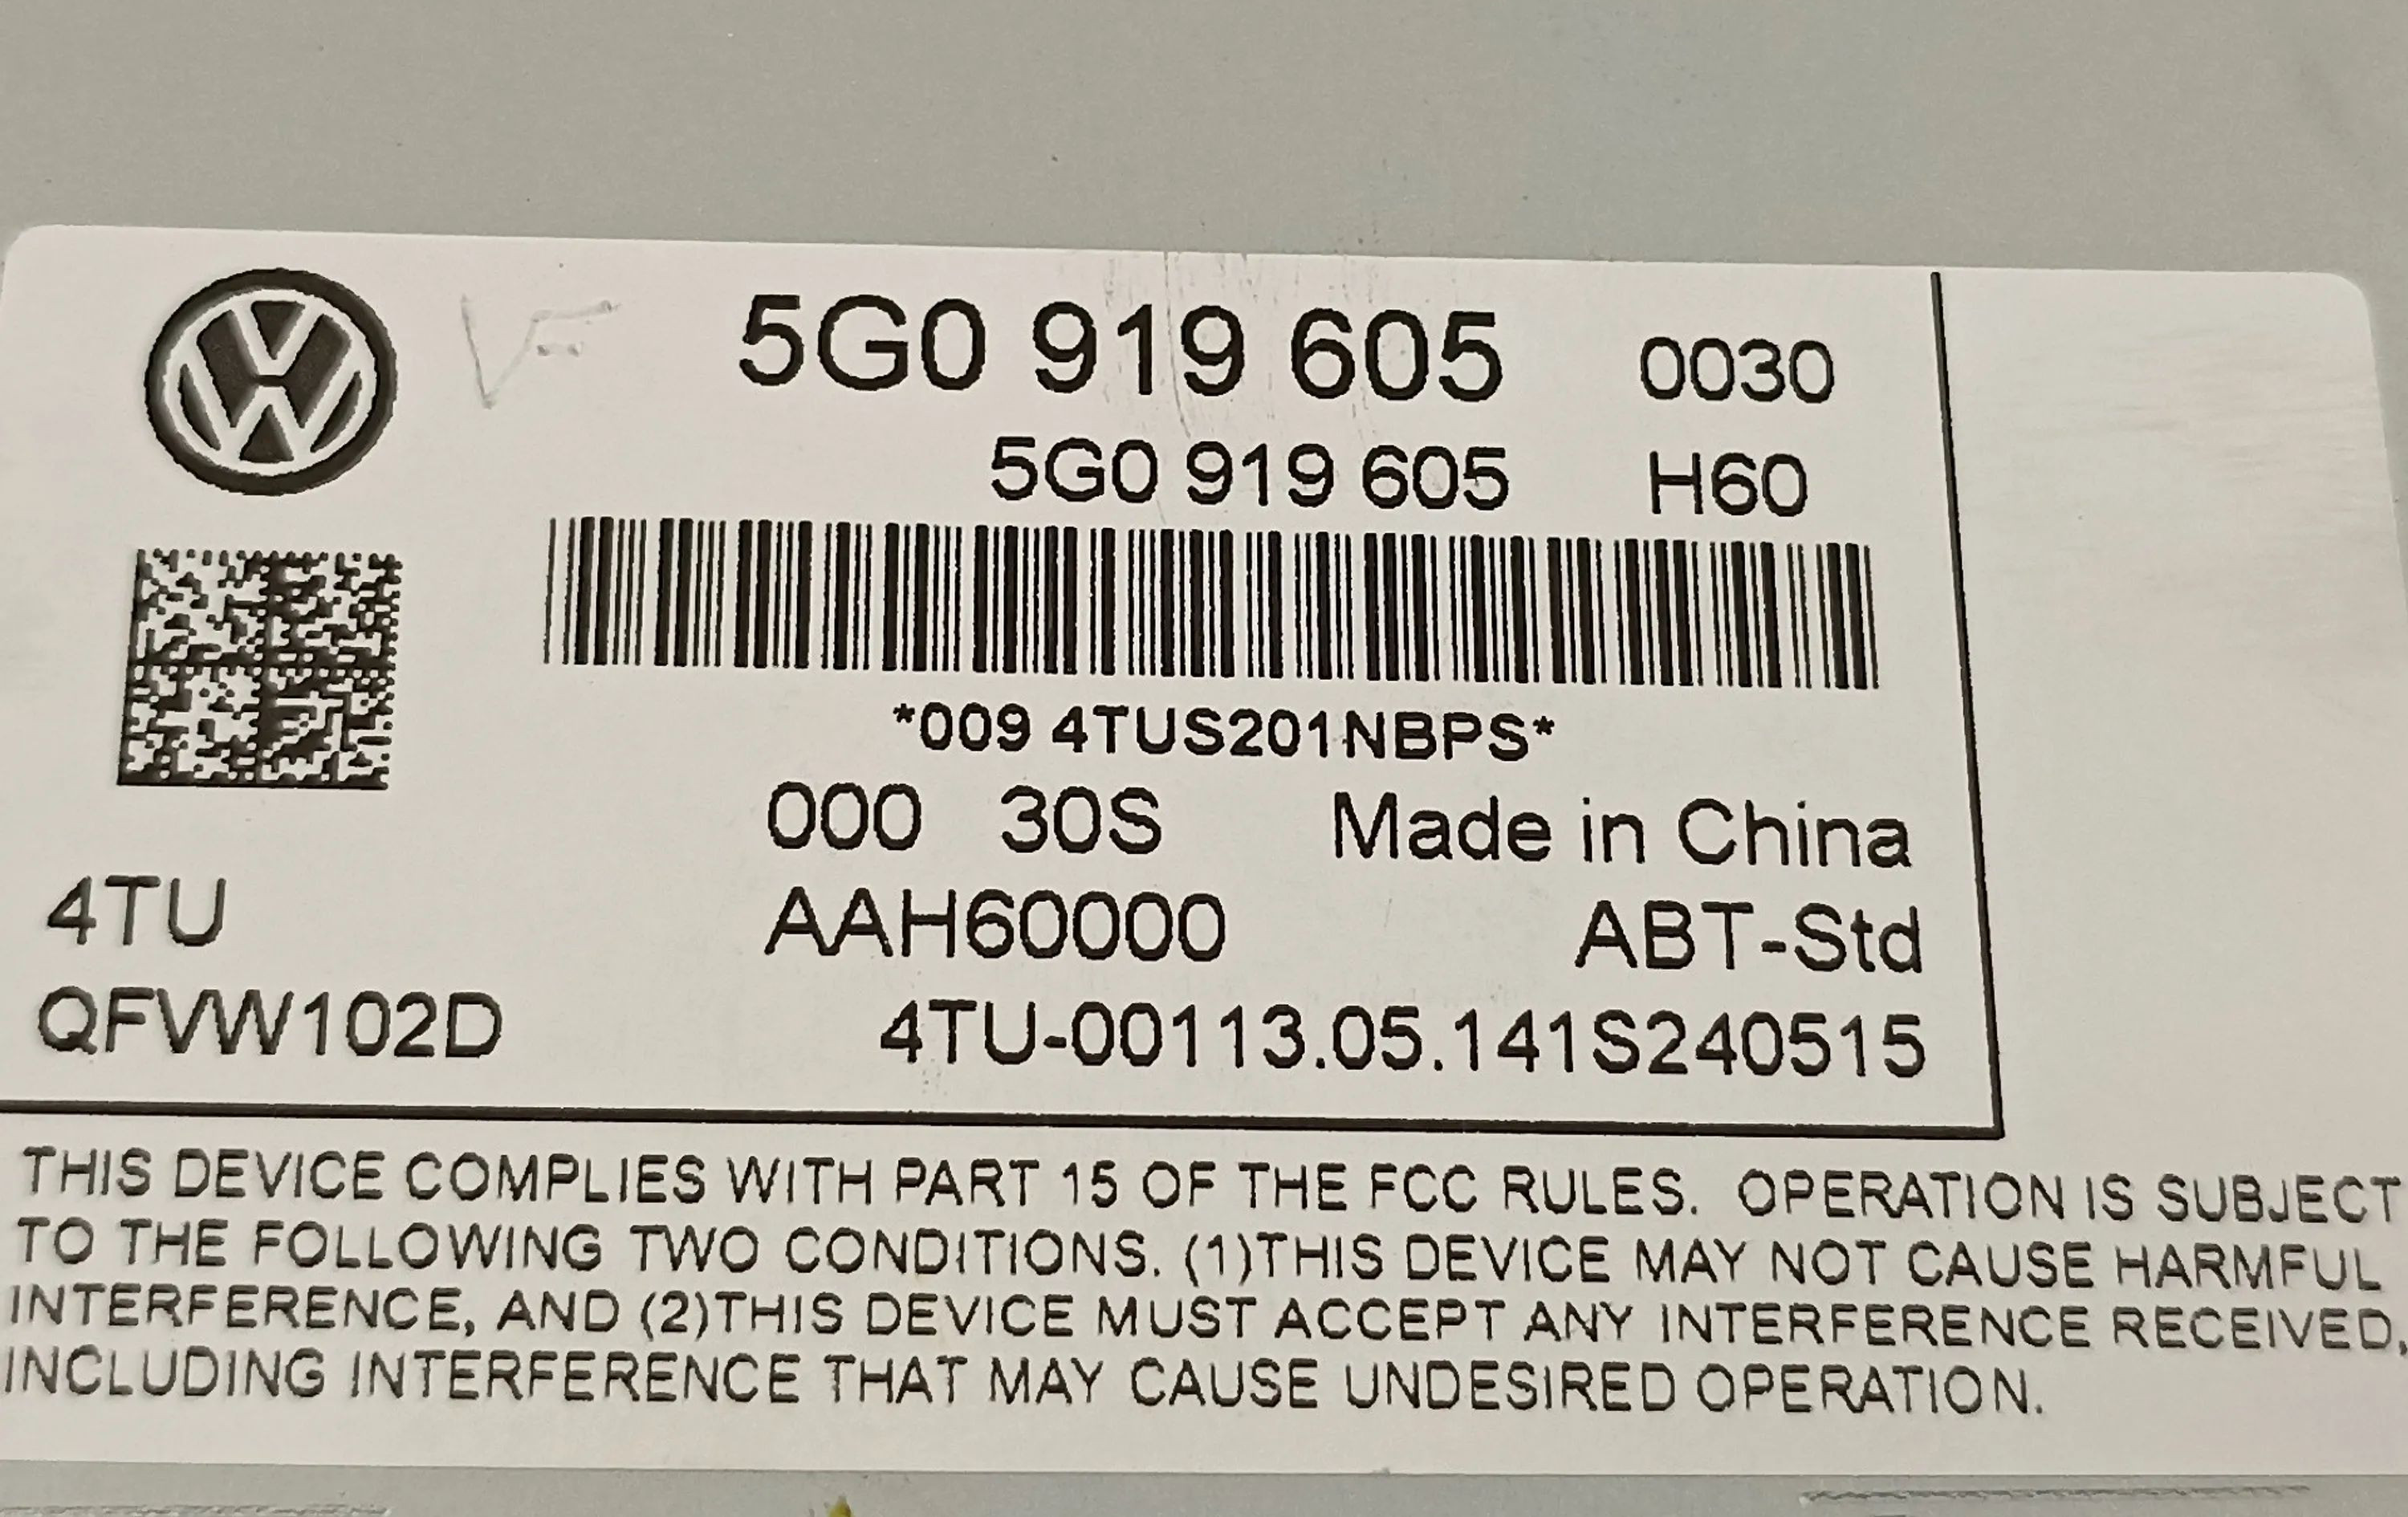 5G0 919 605 0030
5G0 919 605 H60
*009 4TUS201NBPS*
000 30S Made in China
4TU AAH60000 ABT-Std
QFVW102D 4TU-00113.05.141S240515
THIS DEVICE COMPLIES WITH PART 15 OF THE FCC RULES. OPERATION IS SUBJECT
TO THE FOLLOWING TWO CONDITIONS. (1)THIS DEVICE MAY NOT CAUSE HARMFUL
INTERFERENCE, AND (2)THIS DEVICE MUST ACCEPT ANY INTERFERENCE RECEIVED,
INCLUDING INTERFERENCE THAT MAY CAUSE UNDESIRED OPERATION.